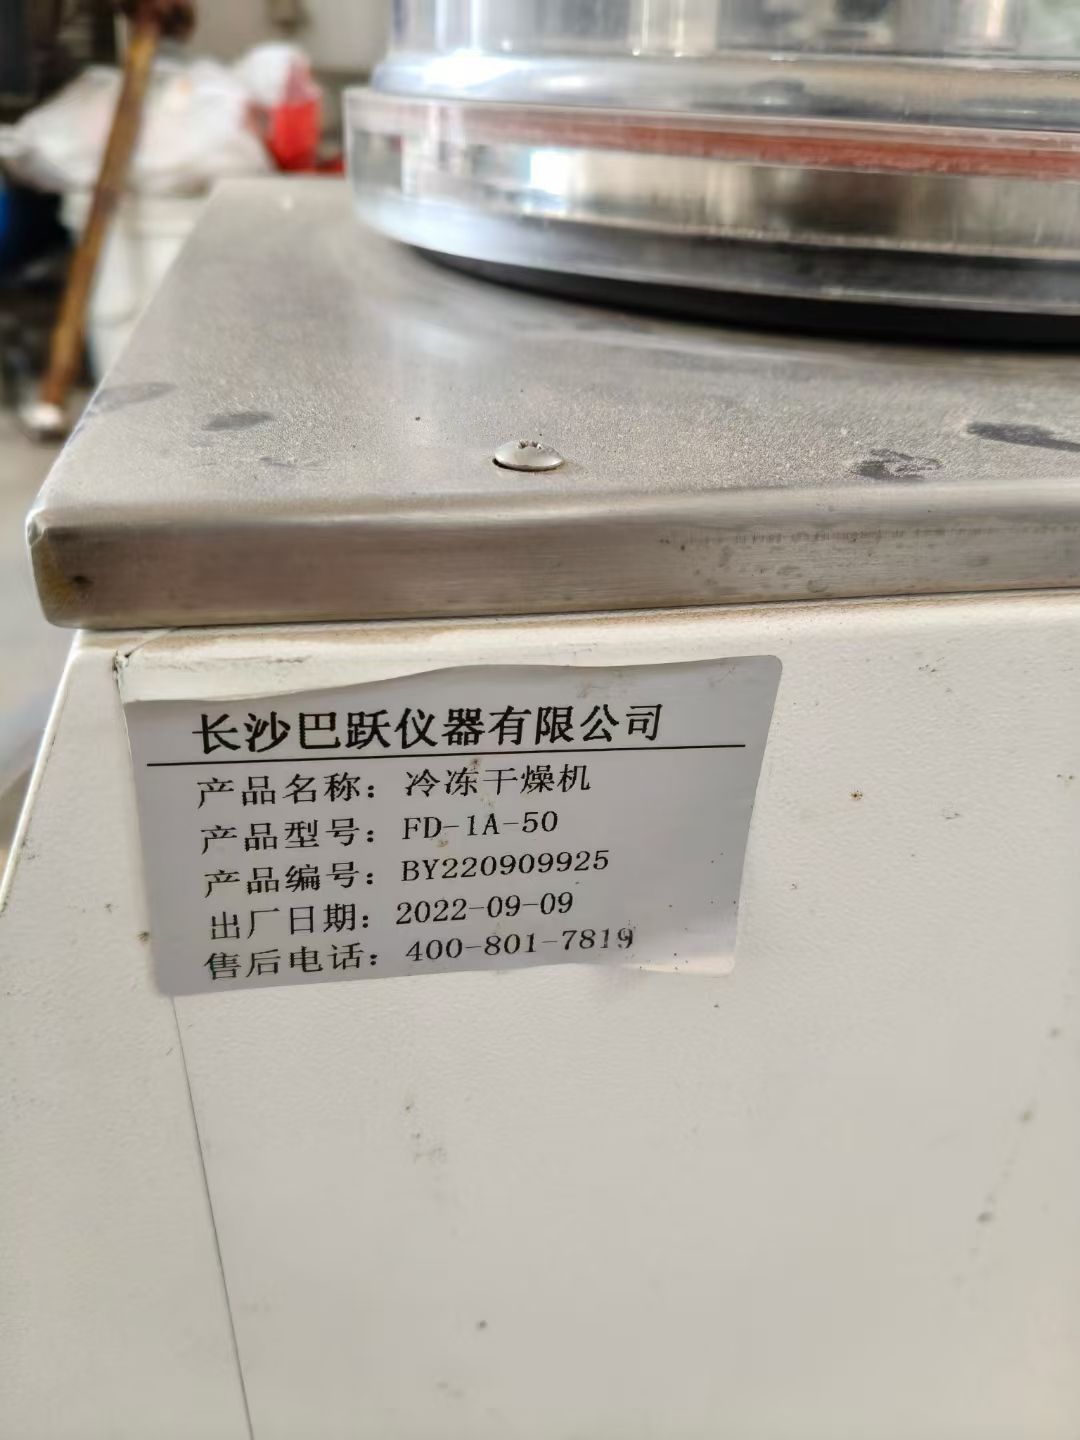 长沙巴跃仪器有限公司
产品名称：冷冻干燥机
产品型号：FD-1A-50
产品编号：BY220909925
出厂日期：2022-09-09
售后电话：400-801-7819